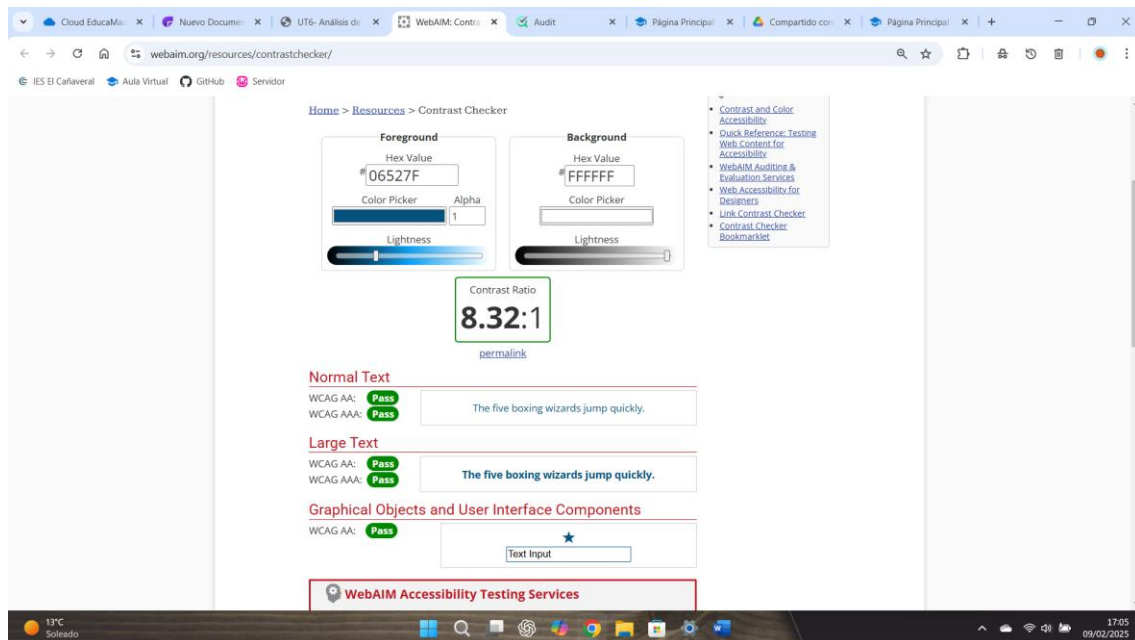 Cloud EducaMad
Nuevo Documen
UT6- Análisis de
WebAIM: Contra
Audit
Página Principal
Compartido con
Página Principal
webaim.org/resources/contrastchecker/
IES El Cañaveral
Aula Virtual
GitHub
Servidor
Home > Resources > Contrast Checker
Foreground
Hex Value
# 06527F
Color Picker Alpha
1
Lightness
Background
Hex Value
# FFFFFF
Color Picker
Lightness
• Contrast and Color
Accessibility
• Quick Reference: Testing
Web Content for
Accessibility
• WebAIM Auditing &
Evaluation Services
• Web Accessibility for
Designers
• Link Contrast Checker
• Contrast Checker
Bookmarklet
Contrast Ratio
8.32:1
permalink
Normal Text
WCAG AA: Pass
WCAG AAA: Pass
The five boxing wizards jump quickly.
Large Text
WCAG AA: Pass
WCAG AAA: Pass
The five boxing wizards jump quickly.
Graphical Objects and User Interface Components
WCAG AA: Pass
Text Input
WebAIM Accessibility Testing Services
13°C
Soleado
17:05
09/02/2025